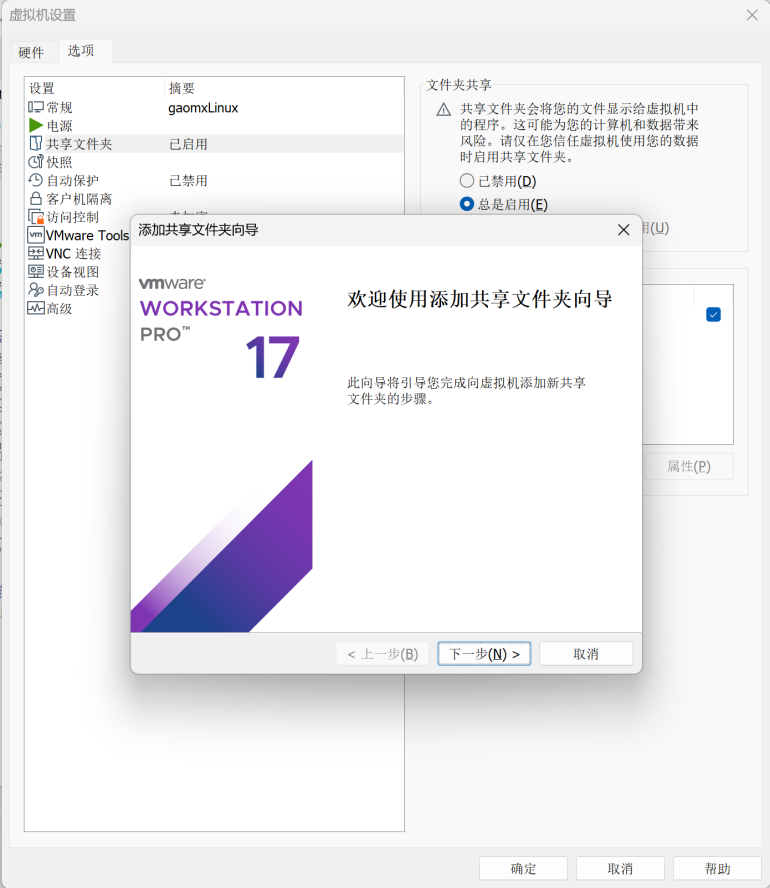 虚拟机设置
硬件
选项
设置
摘要
常规
gaomxLinux
电源
共享文件夹
已启用
快照
自动保护
已禁用
客户机隔离
访问控制
VMware Tools
VNC 连接
设备视图
自动登录
高级
文件夹共享
共享文件夹会将您的文件显示给虚拟机中
的程序。这可能为您的计算机和数据带来
风险。请仅在您信任虚拟机使用您的数据
时启用共享文件夹。
已禁用(D)
总是启用(E)
用(U)
属性(P)
添加共享文件夹向导
vmware®
WORKSTATION
PRO™
17
欢迎使用添加共享文件夹向导
此向导将引导您完成向虚拟机添加新共享
文件夹的步骤。
< 上一步(B)
下一步(N) >
取消
确定
取消
帮助